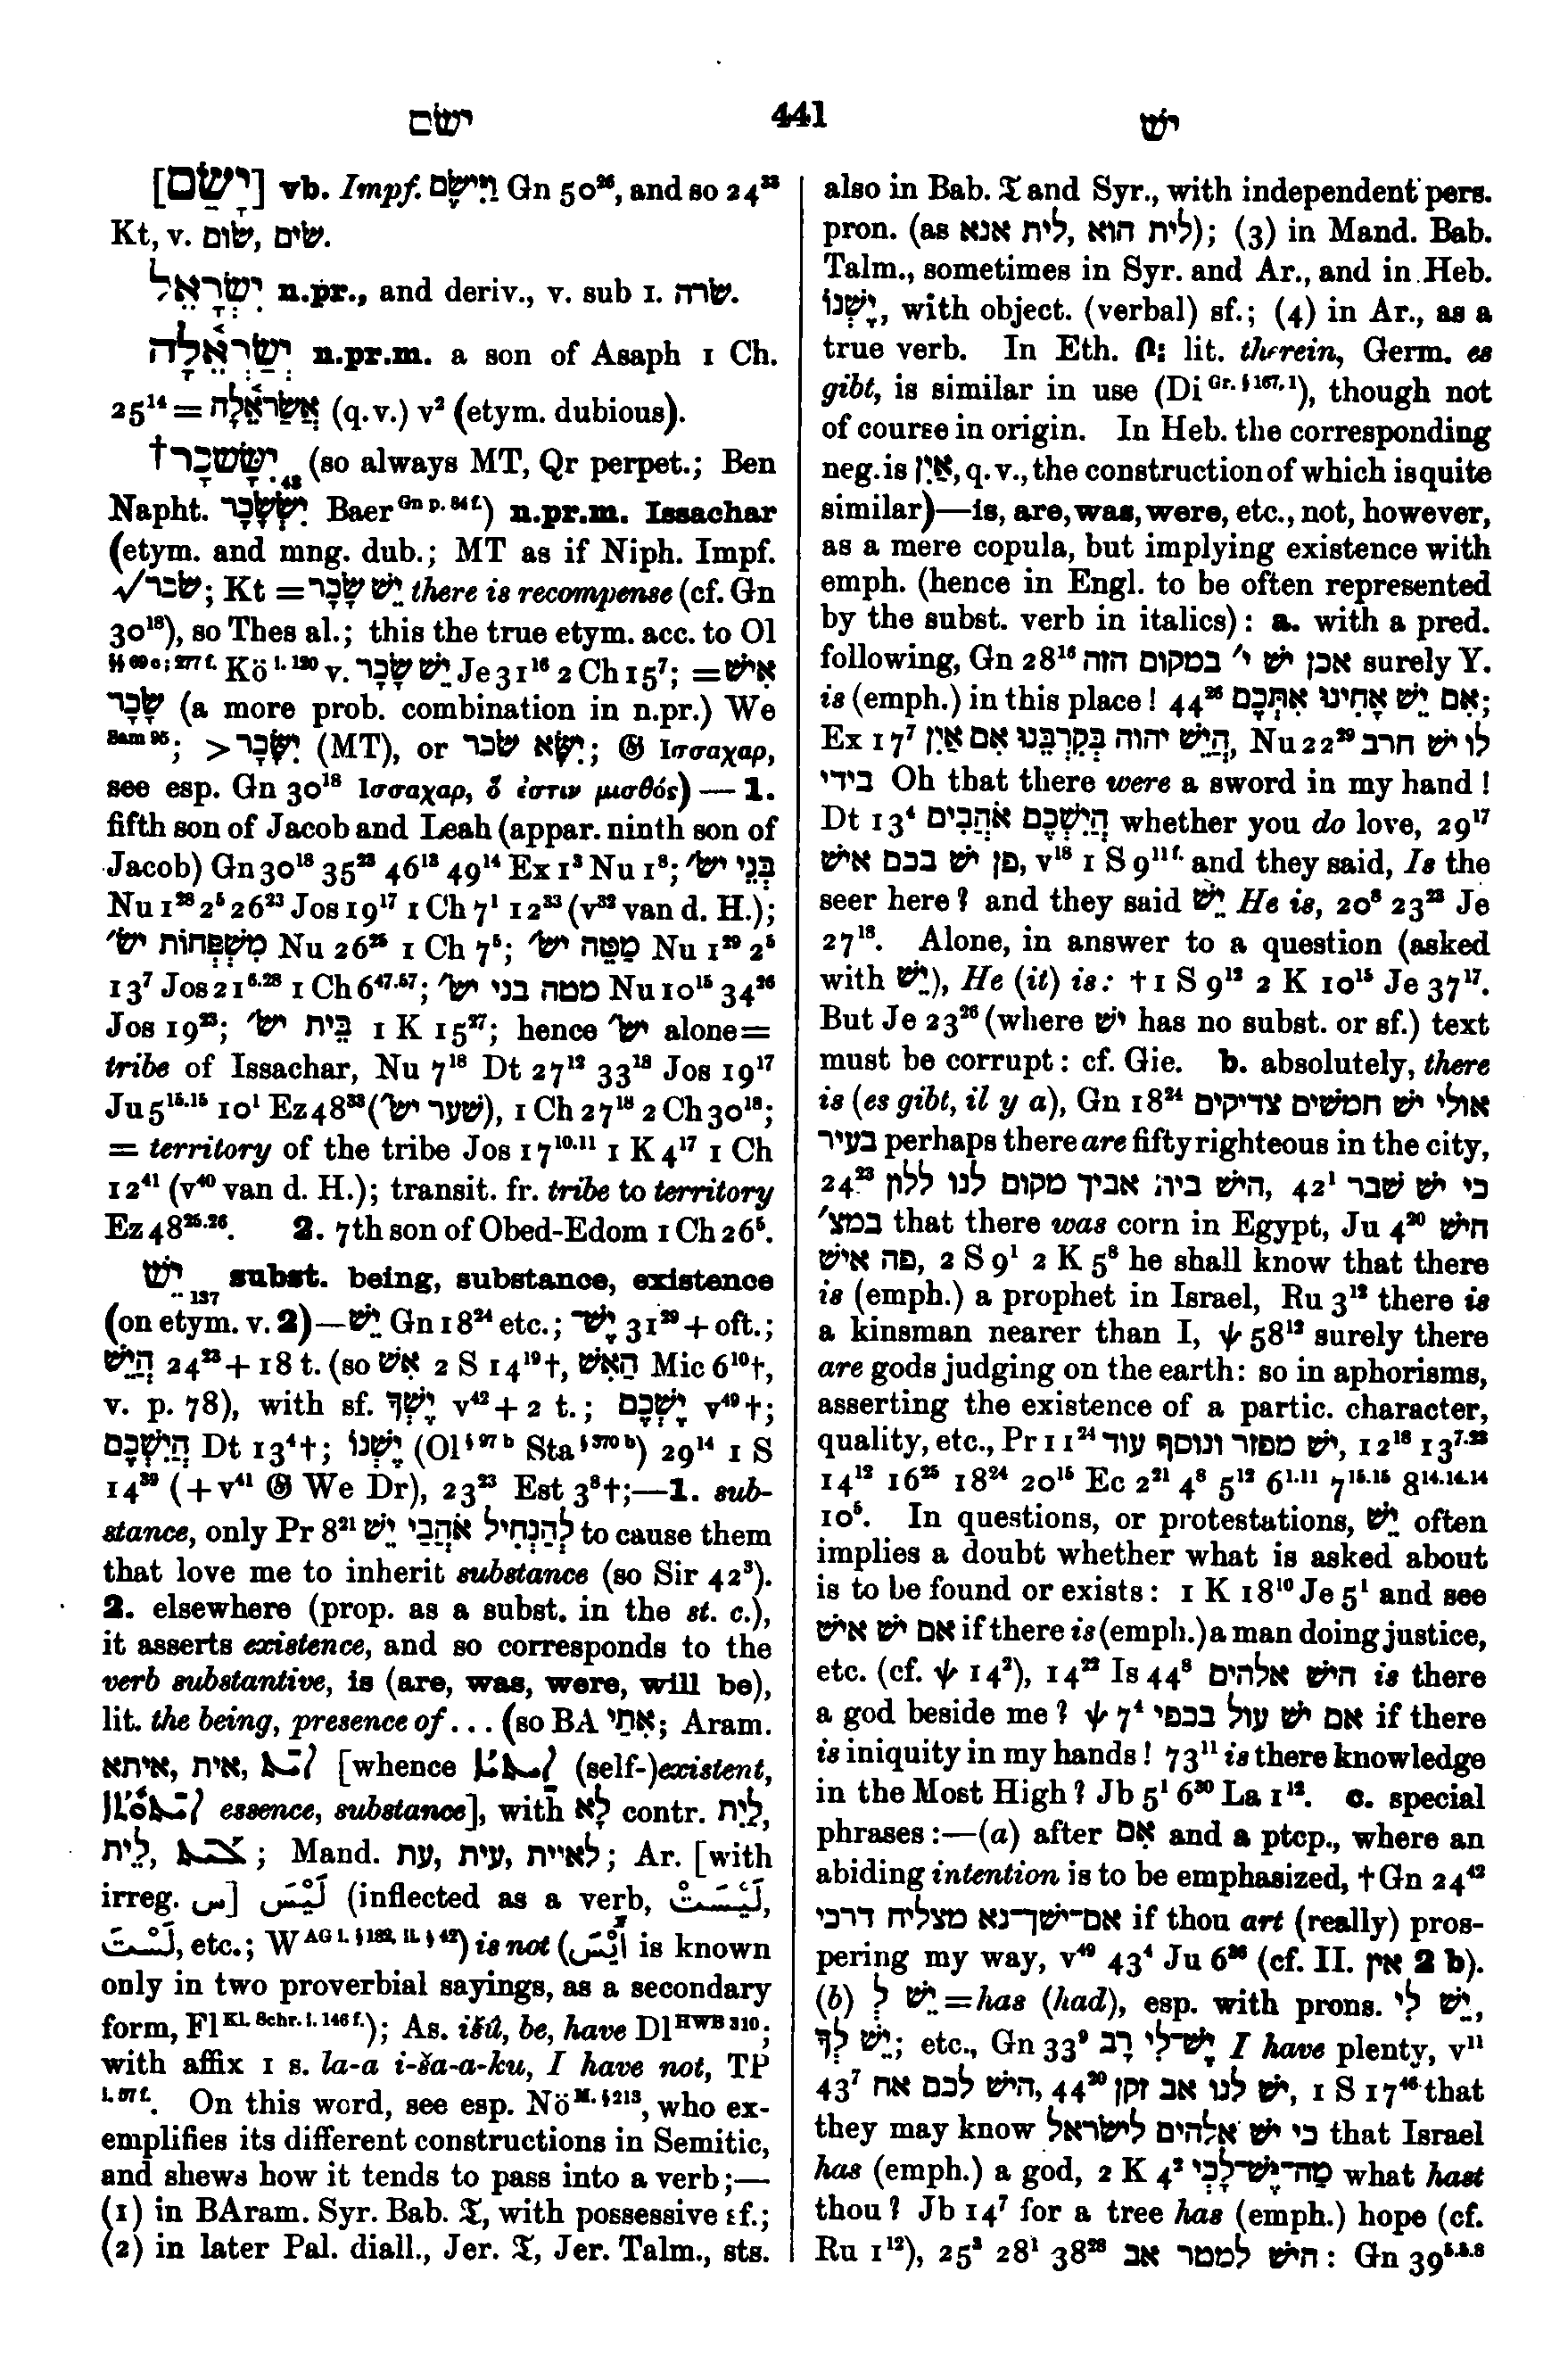 ישׂם 441 ישׁ
[יָשַׂם] vb. Impf. וַיִּישֶׂם Gn 50²⁶, and so 24³³
Kt, v. שׂום, שׂים.
יִשְׂרָאֵל n.pr., and deriv., v. sub I. שׂרה.
יְשַׂרְאֵלָה n.pr.m. a son of Asaph 1 Ch.
25¹⁴ = אֲשַׂרְאֵלָה (q.v.) v² (etym. dubious).
†יִשָּׂשכָר₄₃ (so always MT, Qr perpet.; Ben
Napht. יִשְׂשָׂכָר Baer Gn p. 84 f.) n.pr.m. Issachar
(etym. and mng. dub.; MT as if Niph. Impf.
√שׂכר; Kt = יֵשׁ שָׂכָר there is recompense (cf. Gn
30¹⁸), so Thes al.; this the true etym. acc. to Ol
§§ 69 c; 277 f. Kö i. 120 v. יֵשׁ שָׂכָר Je 31¹⁶ 2 Ch 15⁷; = אִישׁ
שָׂכָר (a more prob. combination in n.pr.) We
Sam 95; > יִשָּׂכָר (MT), or יִשָּׂא שׂכר; 𝔊 Ισσαχαρ,
see esp. Gn 30¹⁸ Ισσαχαρ, ὅ ἐστιν μισθός) — 1.
fifth son of Jacob and Leah (appar. ninth son of
Jacob) Gn 30¹⁸ 35²³ 46¹³ 49¹⁴ Ex 1³ Nu 1⁸; בְּנֵי ישׂ׳
Nu 1²⁸ 2⁵ 26²³ Jos 19¹⁷ 1 Ch 7¹ 12³³ (v³² van d. H.);
מִשְׁפְּחוֹת ישׂ׳ Nu 26²⁵ 1 Ch 7⁵; מַטֵּה ישׂ׳ Nu 1²⁹ 2⁵
13⁷ Jos 21⁶·²⁸ 1 Ch 6⁴⁷·⁵⁷; מטה בני ישׂ׳ Nu 10¹⁵ 34²⁶
Jos 19²³; בֵּית ישׂ׳ 1 K 15²⁷; hence ישׂ׳ alone=
tribe of Issachar, Nu 7¹⁸ Dt 27¹² 33¹⁸ Jos 19¹⁷
Ju 5¹⁵·¹⁵ 10¹ Ez 48³³ (שׁער ישׂ׳), 1 Ch 27¹⁸ 2 Ch 30¹⁸;
= territory of the tribe Jos 17¹⁰·¹¹ 1 K 4¹⁷ 1 Ch
12⁴¹ (v⁴⁰ van d. H.); transit. fr. tribe to territory
Ez 48²⁵·²⁶. 2. 7th son of Obed-Edom 1 Ch 26⁵.
יֵשׁ₁₃₇ subst. being, substance, existence
(on etym. v. 2)—יֵשׁ Gn 18²⁴ etc.; יֶשׁ־ 31²⁹ + oft.;
הֲיֵשׁ 24²³ + 18 t. (so אִשׁ 2 S 14¹⁹†, הַאִשׁ Mic 6¹⁰†,
v. p. 78), with sf. יֶשְׁךָ v⁴² + 2 t.; יֶשְׁכֶם v⁴⁹†;
הֲיִשְׁכֶם Dt 13⁴†; יֶשְׁנוֹ (Ol § 97 b Sta § 370 b) 29¹⁴ 1 S
14³⁹ (+v⁴¹ 𝔊 We Dr), 23²³ Est 3⁸†;—1. sub-
stance, only Pr 8²¹ לְהַנְחִיל אֹהֲבַי יֵשׁ to cause them
that love me to inherit substance (so Sir 42³).
2. elsewhere (prop. as a subst. in the st. c.),
it asserts existence, and so corresponds to the
verb substantive, is (are, was, were, will be),
lit. the being, presence of ... (so BA אִתַי; Aram.
אית, איתא, [whence (self-)existent,
essence, substance], with לָא contr. לַיִת,
לֵית, ; Mand. לאיית, עית, עת; Ar. [with
irreg. س] لَيْسَ (inflected as a verb, لَيْسَتْ,
لَسْتَ, etc.; W AG i. § 182, ii. § 42) is not (أَيْسَ is known
only in two proverbial sayings, as a secondary
form, Fl Kl. Schr. i. 146 f.); As. išû, be, have Dl HWB 310;
with affix 1 s. la-a i-ša-a-ku, I have not, TP
i. 57 f. On this word, see esp. Nö M. § 213, who ex-
emplifies its different constructions in Semitic,
and shews how it tends to pass into a verb;—
(1) in BAram. Syr. Bab. 𝔗, with possessive sf.;
(2) in later Pal. diall., Jer. 𝔗, Jer. Talm., sts.
also in Bab. 𝔗 and Syr., with independent pers.
pron. (as לית הוא, לית אנא); (3) in Mand. Bab.
Talm., sometimes in Syr. and Ar., and in Heb.
יֶשְׁנוֹ, with object. (verbal) sf.; (4) in Ar., as a
true verb. In Eth. ቦ: lit. therein, Germ. es
gibt, is similar in use (Di Gr. § 167, 1), though not
of course in origin. In Heb. the corresponding
neg. is אַיִן, q.v., the construction of which is quite
similar)—is, are, was, were, etc., not, however,
as a mere copula, but implying existence with
emph. (hence in Engl. to be often represented
by the subst. verb in italics): a. with a pred.
following, Gn 28¹⁶ אכן ישׁ י׳ במקום הזה surely Y.
is (emph.) in this place! 44²⁶ אִם יֵשׁ אָחִינוּ אִתָּכֶם;
Ex 17⁷ הֲיֵשׁ יהוה בְּקִרְבֵּנוּ אִם אַיִן, Nu 22²⁹ לו ישׁ חרב
בידי Oh that there were a sword in my hand!
Dt 13⁴ הֲיִשְׁכֶם אֹהֲבִים whether you do love, 29¹⁷
פן ישׁ בכם אישׁ, v¹⁸ 1 S 9¹¹ᶠ· and they said, Is the
seer here? and they said יֵשׁ He is, 20⁸ 23²³ Je
27¹⁸. Alone, in answer to a question (asked
with יֵשׁ), He (it) is: †1 S 9¹² 2 K 10¹⁵ Je 37¹⁷.
But Je 23²⁶ (where ישׁ has no subst. or sf.) text
must be corrupt: cf. Gie. b. absolutely, there
is (es gibt, il y a), Gn 18²⁴ אולי ישׁ חמשׁים צדיקים
בעיר perhaps there are fifty righteous in the city,
24²³ הישׁ בית אביך מקום לנו ללון, 42¹ כי ישׁ שׁבר
במצ׳ that there was corn in Egypt, Ju 4²⁰ הישׁ
פה אישׁ, 2 S 9¹ 2 K 5⁸ he shall know that there
is (emph.) a prophet in Israel, Ru 3¹² there is
a kinsman nearer than I, ψ 58¹² surely there
are gods judging on the earth: so in aphorisms,
asserting the existence of a partic. character,
quality, etc., Pr 11²⁴ ישׁ מפזר ונוסף עוד, 12¹⁸ 13⁷·²³
14¹² 16²⁵ 18²⁴ 20¹⁵ Ec 2²¹ 4⁸ 5¹² 6¹·¹¹ 7¹⁵·¹⁵ 8¹⁴·¹⁴·¹⁴
10⁵. In questions, or protestations, יֵשׁ often
implies a doubt whether what is asked about
is to be found or exists: 1 K 18¹⁰ Je 5¹ and see
אם ישׁ אישׁ if there is (emph.) a man doing justice,
etc. (cf. ψ 14²), 14²² Is 44⁸ הישׁ אלהים is there
a god beside me? ψ 7⁴ אם ישׁ עול בכפי if there
is iniquity in my hands! 73¹¹ is there knowledge
in the Most High? Jb 5¹ 6³⁰ La 1¹². c. special
phrases:—(a) after אִם and a ptcp., where an
abiding intention is to be emphasized, †Gn 24⁴²
אם־ישׁך־נא מצליח דרכי if thou art (really) pros-
pering my way, v⁴⁹ 43⁴ Ju 6³⁶ (cf. II. אין 2 b).
(b) יֵשׁ לְ = has (had), esp. with prons. יֵשׁ לִי,
יֵשׁ לְךָ; etc., Gn 33⁹ יֶשׁ־לִי רָב I have plenty, v¹¹
43⁷ הישׁ לכם אח, 44²⁰ ישׁ לנו אב זקן, 1 S 17⁴⁶ that
they may know כי ישׁ אלהים לישׂראל that Israel
has (emph.) a god, 2 K 4² מַה־יֶּשׁ־לָכְי what hast
thou? Jb 14⁷ for a tree has (emph.) hope (cf.
Ru 1¹²), 25³ 28¹ 38²⁸ הישׁ למטר אב: Gn 39⁵·⁵·⁸